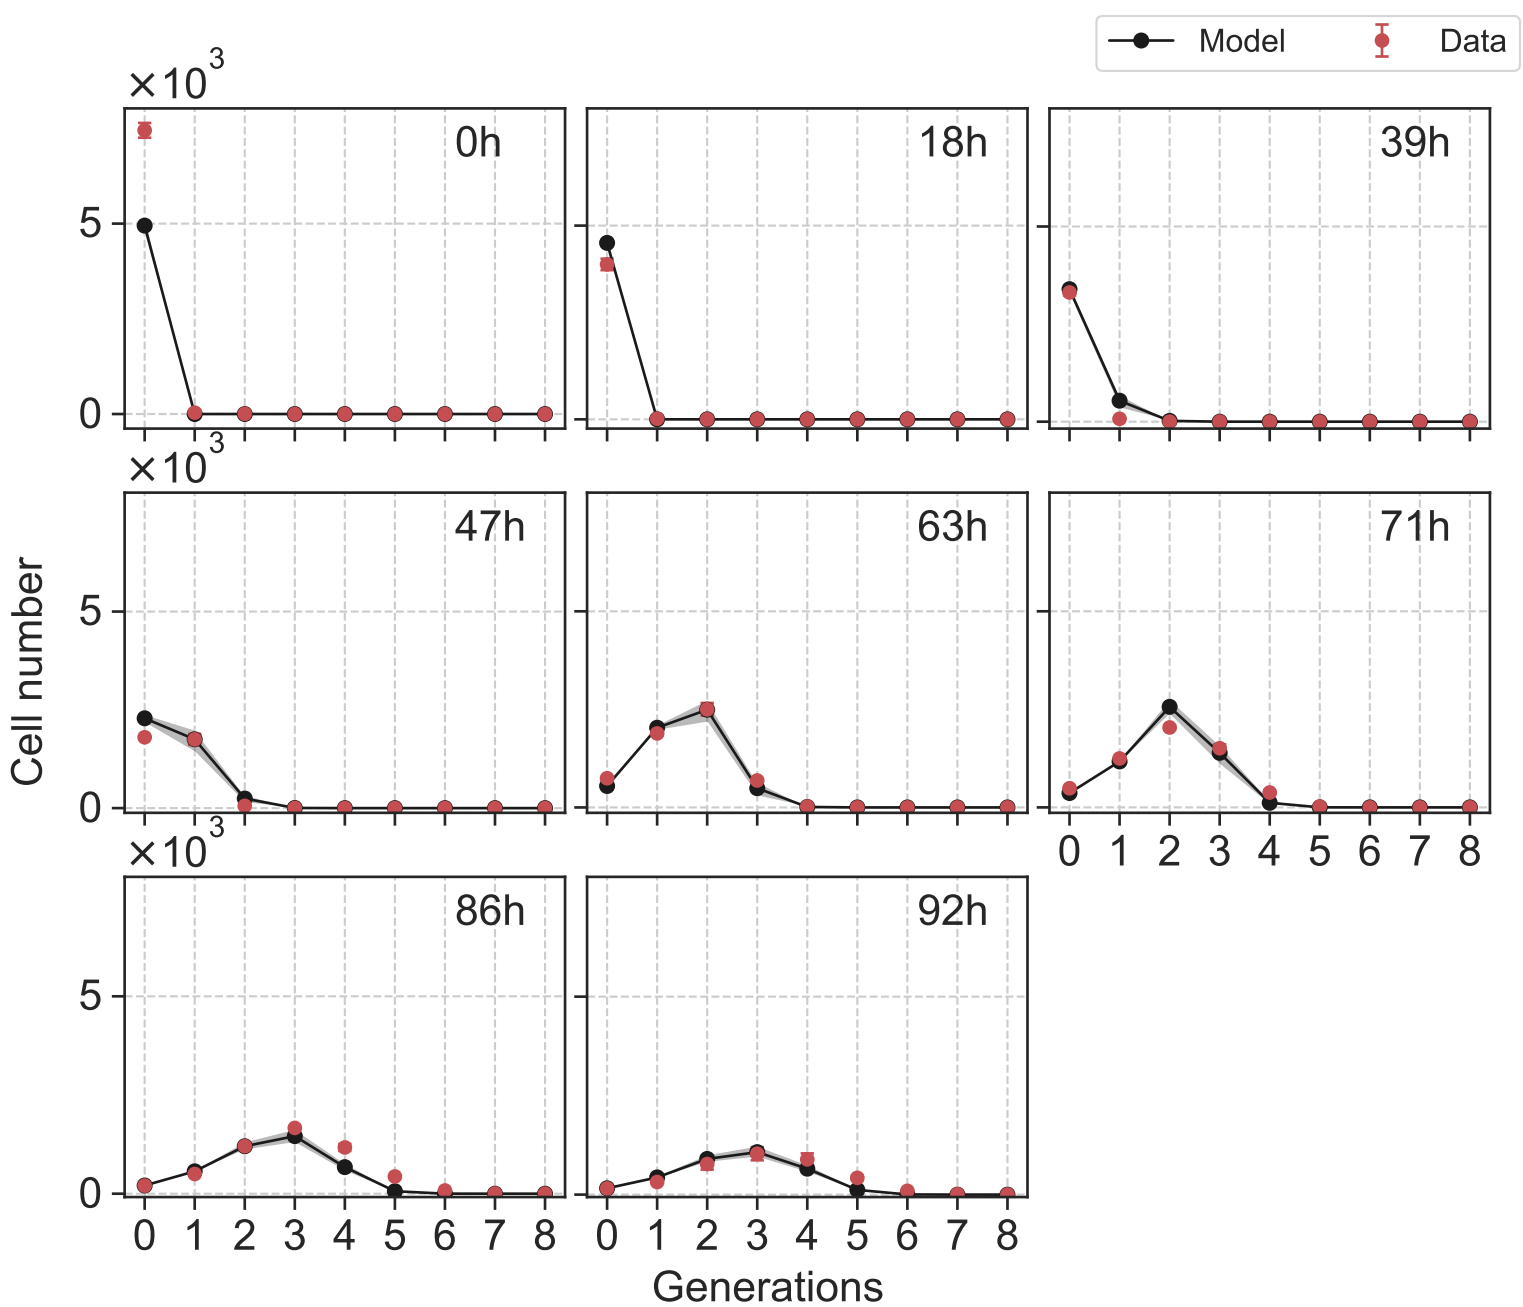 Model Data
×10³
0h 18h 39h
5
0
×10³
47h 63h 71h
5
0
0 1 2 3 4 5 6 7 8
×10³
86h 92h
5
0
0 1 2 3 4 5 6 7 8 0 1 2 3 4 5 6 7 8
Cell number
Generations